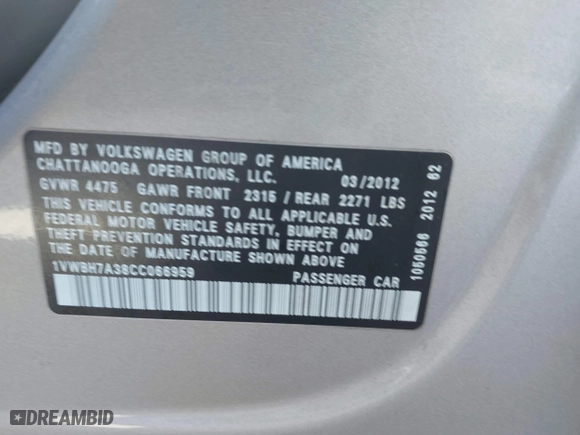 MFD BY VOLKSWAGEN GROUP OF AMERICA
CHATTANOOGA OPERATIONS, LLC. 03/2012
GVWR 4475 GAWR FRONT 2315 / REAR 2271 LBS
THIS VEHICLE CONFORMS TO ALL APPLICABLE U.S.
FEDERAL MOTOR VEHICLE SAFETY, BUMPER AND
THEFT PREVENTION STANDARDS IN EFFECT ON
THE DATE OF MANUFACTURE SHOWN ABOVE.
1VWBH7A38CC066959 PASSENGER CAR
1060666 2012 62
DREAMBID